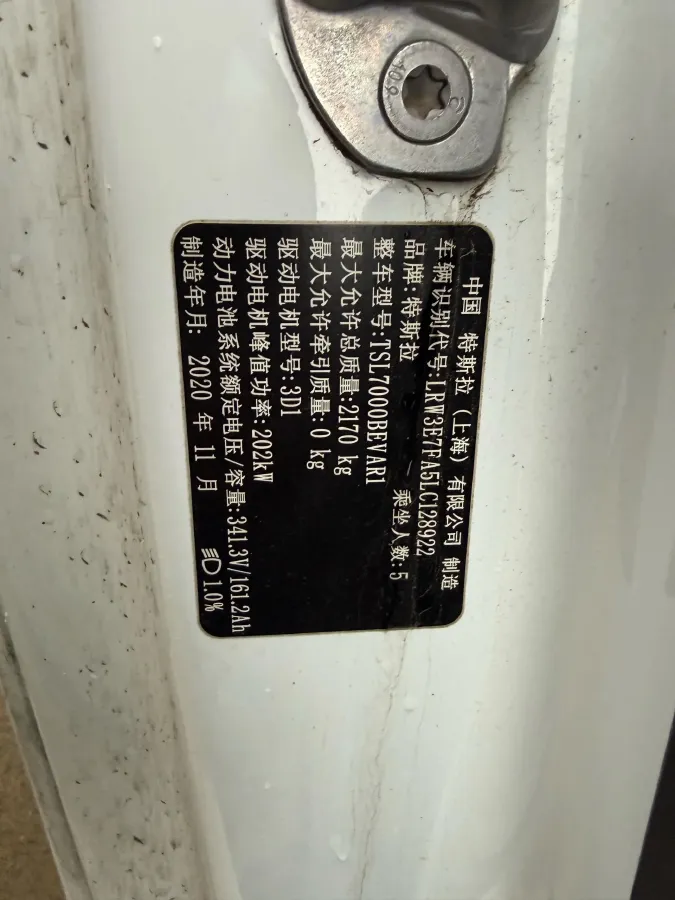 10.9
中国 特斯拉（上海）有限公司 制造
车辆识别代号:LRW3E7FA5LC128922
品牌:特斯拉 乘坐人数:5
整车型号:TSL7000BEVAR1
最大允许总质量:2170 kg
最大允许牵引质量:0 kg
驱动电机型号:3D1
驱动电机峰值功率:202kW
动力电池系统额定电压/容量:341.3V/161.2Ah
制造年月: 2020 年 11 月 1.0%